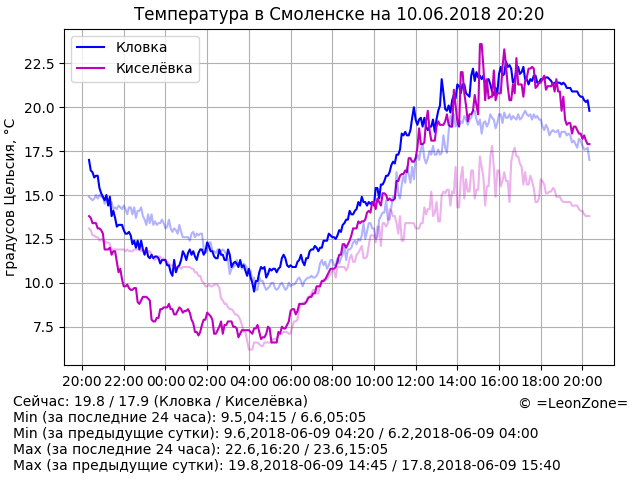 Температура в Смоленске на 10.06.2018 20:20
Кловка
Киселёвка
градусов Цельсия, °C
22.5
20.0
17.5
15.0
12.5
10.0
7.5
20:00 22:00 00:00 02:00 04:00 06:00 08:00 10:00 12:00 14:00 16:00 18:00 20:00
Сейчас: 19.8 / 17.9 (Кловка / Киселёвка)
© =LeonZone=
Min (за последние 24 часа): 9.5,04:15 / 6.6,05:05
Min (за предыдущие сутки): 9.6,2018-06-09 04:20 / 6.2,2018-06-09 04:00
Max (за последние 24 часа): 22.6,16:20 / 23.6,15:05
Max (за предыдущие сутки): 19.8,2018-06-09 14:45 / 17.8,2018-06-09 15:40